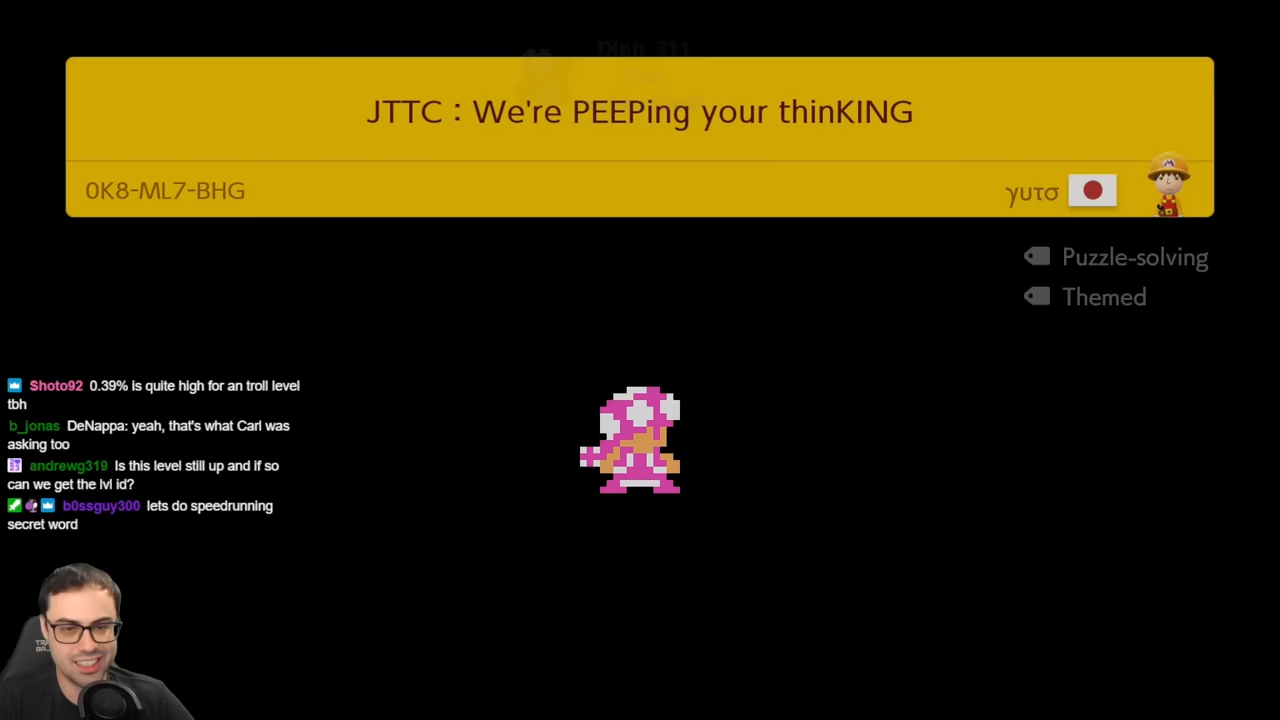 JTTC : We're PEEPing your thinKING
0K8-ML7-BHG
γυτσ
Puzzle-solving
Themed
Shoto92 0.39% is quite high for an troll level
tbh
b_jonas DeNappa: yeah, that's what Carl was
asking too
andrewg319 Is this level still up and if so
can we get the lvl id?
b0ssguy300 lets do speedrunning
secret word